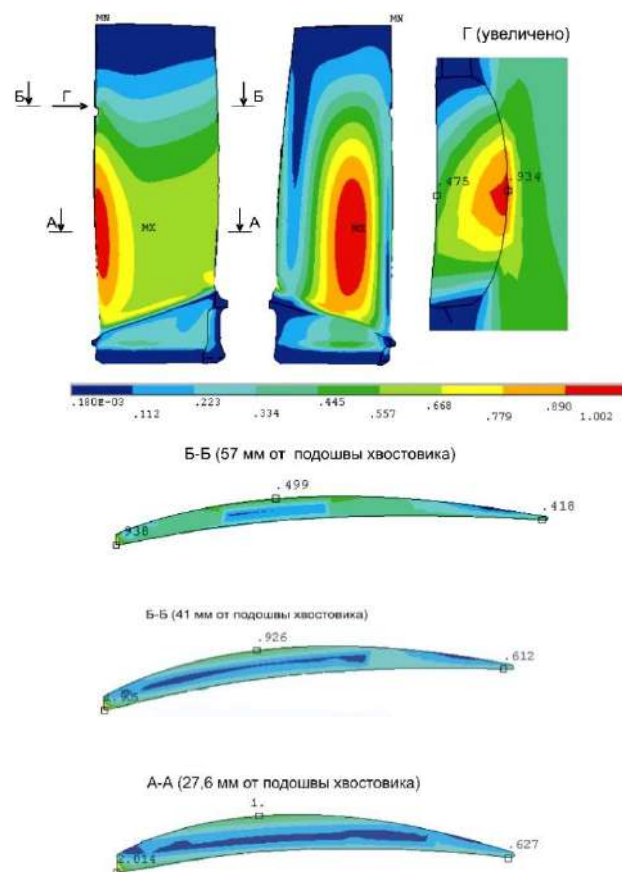 MN MN
Г (увеличено)
Б Г Б
.475 .934
А MX А MX
.180E-03 .223 .445 .668 .890
.112 .334 .557 .779 1.002
Б-Б (57 мм от подошвы хвостовика)
.499
.418
.938
Б-Б (41 мм от подошвы хвостовика)
.926
.612
А-А (27,6 мм от подошвы хвостовика)
1.
.627
2.014